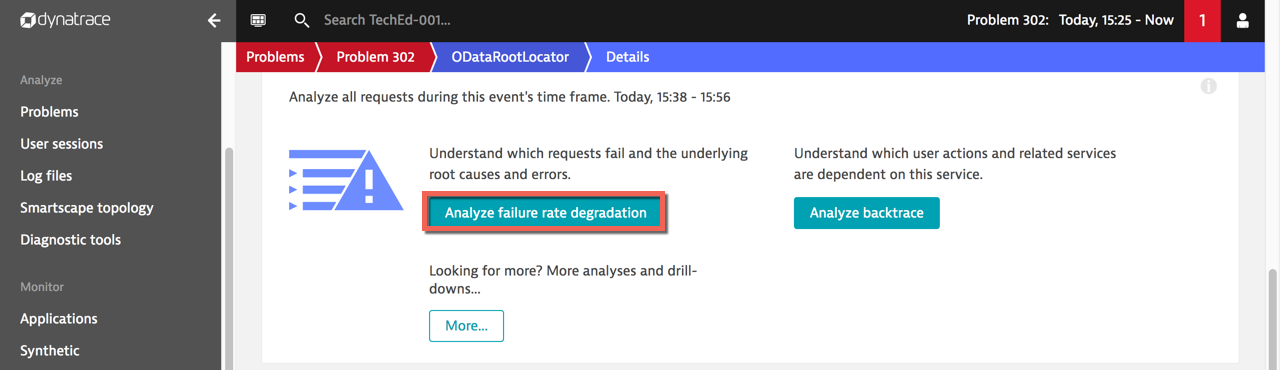 dynatrace
Search TechEd-001...
Problem 302: Today, 15:25 - Now
1
Problems
Problem 302
ODataRootLocator
Details
Analyze
Problems
User sessions
Log files
Smartscape topology
Diagnostic tools
Monitor
Applications
Synthetic
Analyze all requests during this event's time frame. Today, 15:38 - 15:56
Understand which requests fail and the underlying
root causes and errors.
Analyze failure rate degradation
Understand which user actions and related services
are dependent on this service.
Analyze backtrace
Looking for more? More analyses and drill-
downs...
More...